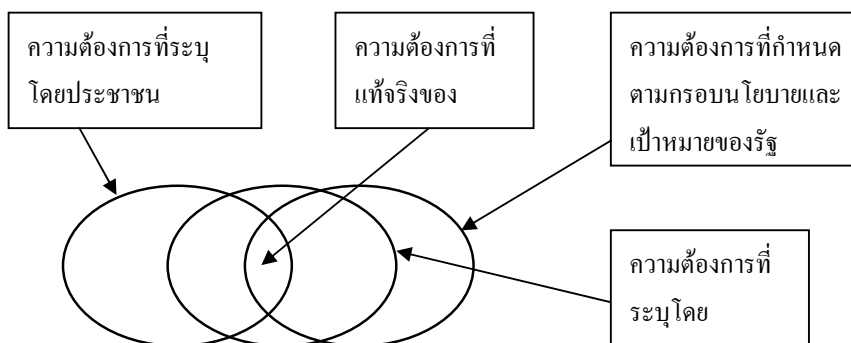 ความต้องการที่ระบุ
โดยประชาชน
ความต้องการที่
แท้จริงของ
ความต้องการที่กำหนด
ตามกรอบนโยบายและ
เป้าหมายของรัฐ
ความต้องการที่
ระบุโดย